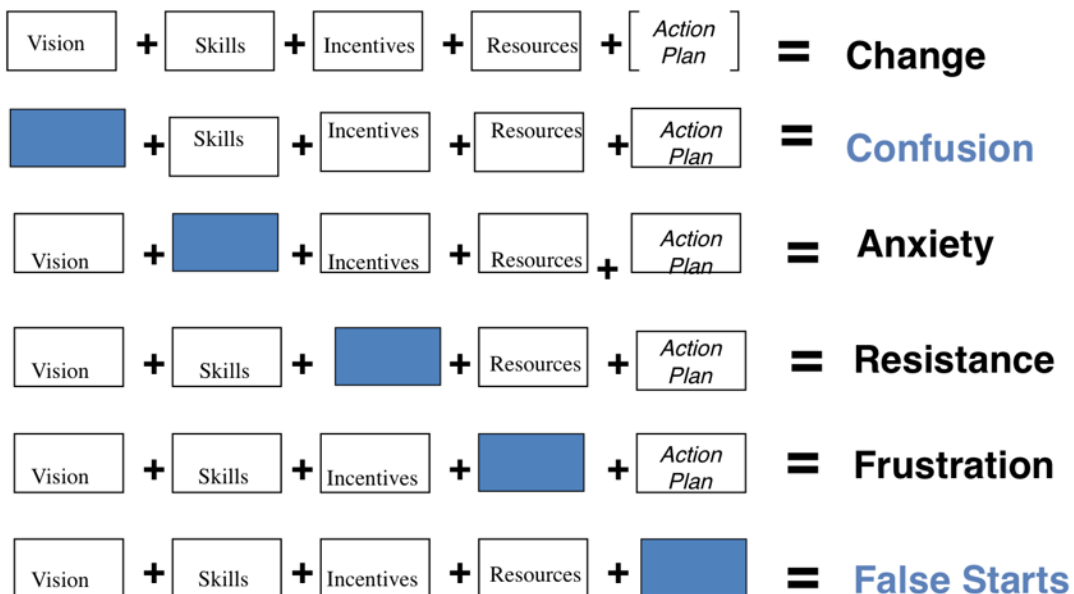 Vision + Skills + Incentives + Resources + Action Plan = Change
+ Skills + Incentives + Resources + Action Plan = Confusion
Vision + + Incentives + Resources + Action Plan = Anxiety
Vision + Skills + + Resources + Action Plan = Resistance
Vision + Skills + Incentives + + Action Plan = Frustration
Vision + Skills + Incentives + Resources + = False Starts